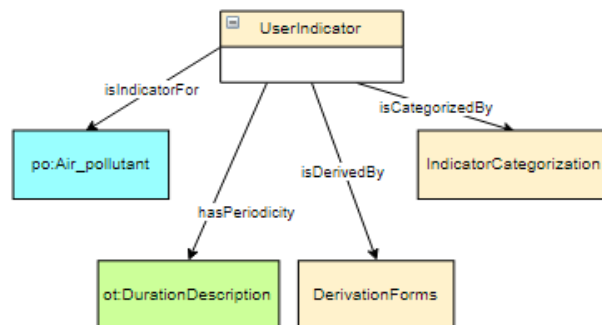 UserIndicator
isIndicatorFor
isCategorizedBy
po:Air_pollutant
IndicatorCategorization
isDerivedBy
hasPeriodicity
ot:DurationDescription
DerivationForms